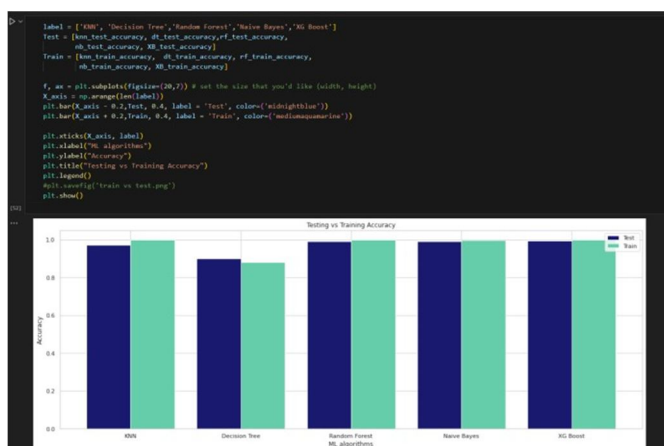 label = ['KNN', 'Decision Tree','Random Forest','Naive Bayes','XG Boost']
Test = [knn_test_accuracy, dt_test_accuracy,rf_test_accuracy,
nb_test_accuracy, XB_test_accuracy]
Train = [knn_train_accuracy, dt_train_accuracy, rf_train_accuracy,
nb_train_accuracy, XB_train_accuracy]
f, ax = plt.subplots(figsize=(20,7)) # set the size that you'd like (width, height)
X_axis = np.arange(len(label))
plt.bar(X_axis - 0.2,Test, 0.4, label = 'Test', color=('midnightblue'))
plt.bar(X_axis + 0.2,Train, 0.4, label = 'Train', color=('mediumaquamarine'))
plt.xticks(X_axis, label)
plt.xlabel("ML algorithms")
plt.ylabel("Accuracy")
plt.title("Testing vs Training Accuracy")
plt.legend()
#plt.savefig('train vs test.png')
plt.show()
[52]
...
Testing vs Training Accuracy
Test
Train
1.0
0.8
0.6
0.4
0.2
0.0
Accuracy
KNN
Decision Tree
Random Forest
Naive Bayes
XG Boost
ML algorithms